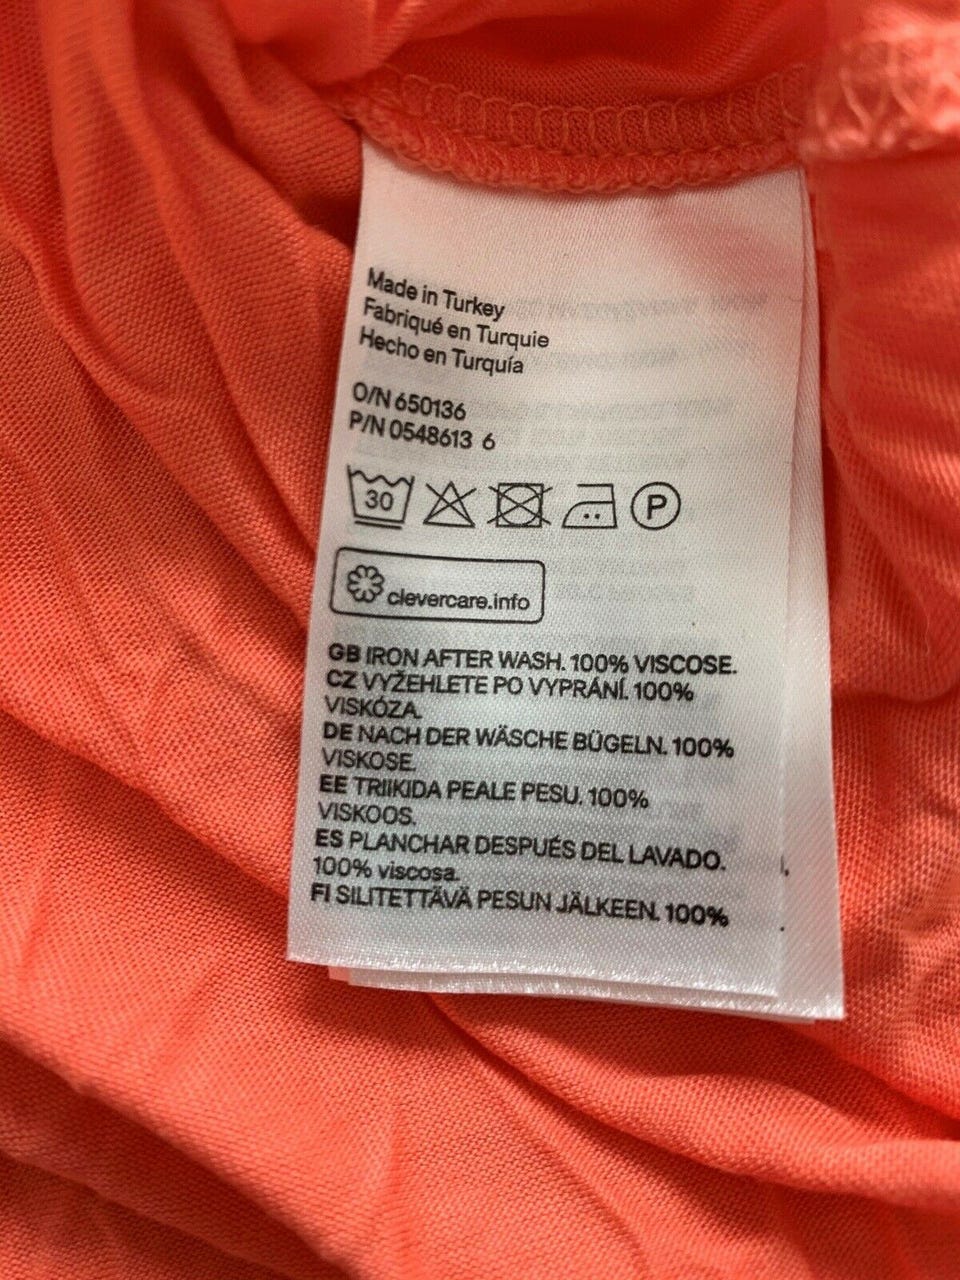 Made in Turkey
Fabriqué en Turquie
Hecho en Turquía
O/N 650136
P/N 0548613 6
30
P
clevercare.info
GB IRON AFTER WASH. 100% VISCOSE.
CZ VYŽEHLETE PO VYPRÁNÍ. 100%
VISKÓZA.
DE NACH DER WÄSCHE BÜGELN. 100%
VISKOSE.
EE TRIIKIDA PEALE PESU. 100%
VISKOOS.
ES PLANCHAR DESPUÉS DEL LAVADO.
100% viscosa.
FI SILITETTÄVÄ PESUN JÄLKEEN. 100%